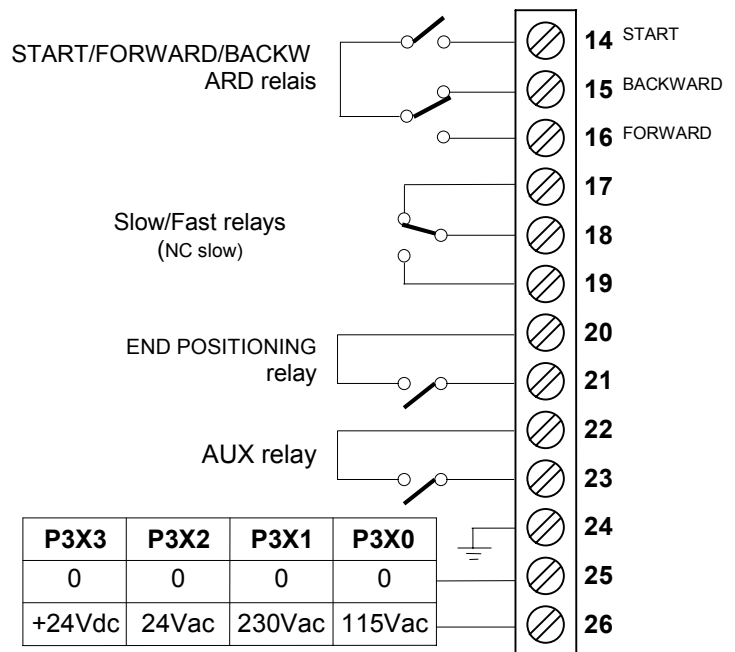 14 START
START/FORWARD/BACKW
ARD relais
15 BACKWARD
16 FORWARD
17
Slow/Fast relays
(NC slow)
18
19
20
END POSITIONING
relay
21
22
AUX relay
23
24
P3X3 P3X2 P3X1 P3X0
0 0 0 0
25
+24Vdc 24Vac 230Vac 115Vac
26